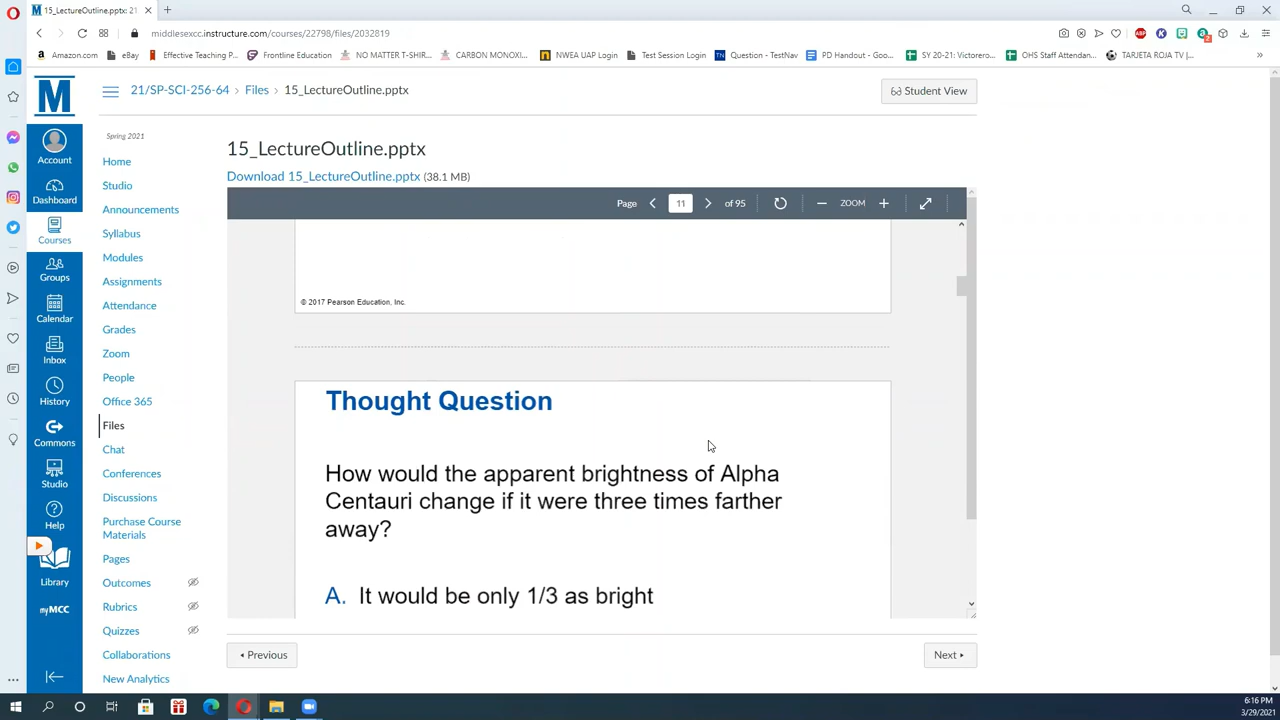 15_LectureOutline.pptx: 21
middlesexcc.instructure.com/courses/22798/files/2032819
Amazon.com
eBay
Effective Teaching P...
Frontline Education
NO MATTER T-SHIR...
CARBON MONOXI...
NWEA UAP Login
Test Session Login
Question - TestNav
PD Handout - Goo...
SY 20-21: Victorero...
OHS Staff Attendan...
TARJETA ROJA TV |...
21/SP-SCI-256-64 › Files › 15_LectureOutline.pptx
Student View
Account
Dashboard
Courses
Groups
Calendar
Inbox
History
Commons
Studio
Help
Library
myMCC
Spring 2021
Home
Studio
Announcements
Syllabus
Modules
Assignments
Attendance
Grades
Zoom
People
Office 365
Files
Chat
Conferences
Discussions
Purchase Course
Materials
Pages
Outcomes
Rubrics
Quizzes
Collaborations
New Analytics
15_LectureOutline.pptx
Download 15_LectureOutline.pptx (38.1 MB)
Page 11 of 95 ZOOM
© 2017 Pearson Education, Inc.
Thought Question
How would the apparent brightness of Alpha
Centauri change if it were three times farther
away?
A. It would be only 1/3 as bright
Previous
Next
6:16 PM
3/29/2021